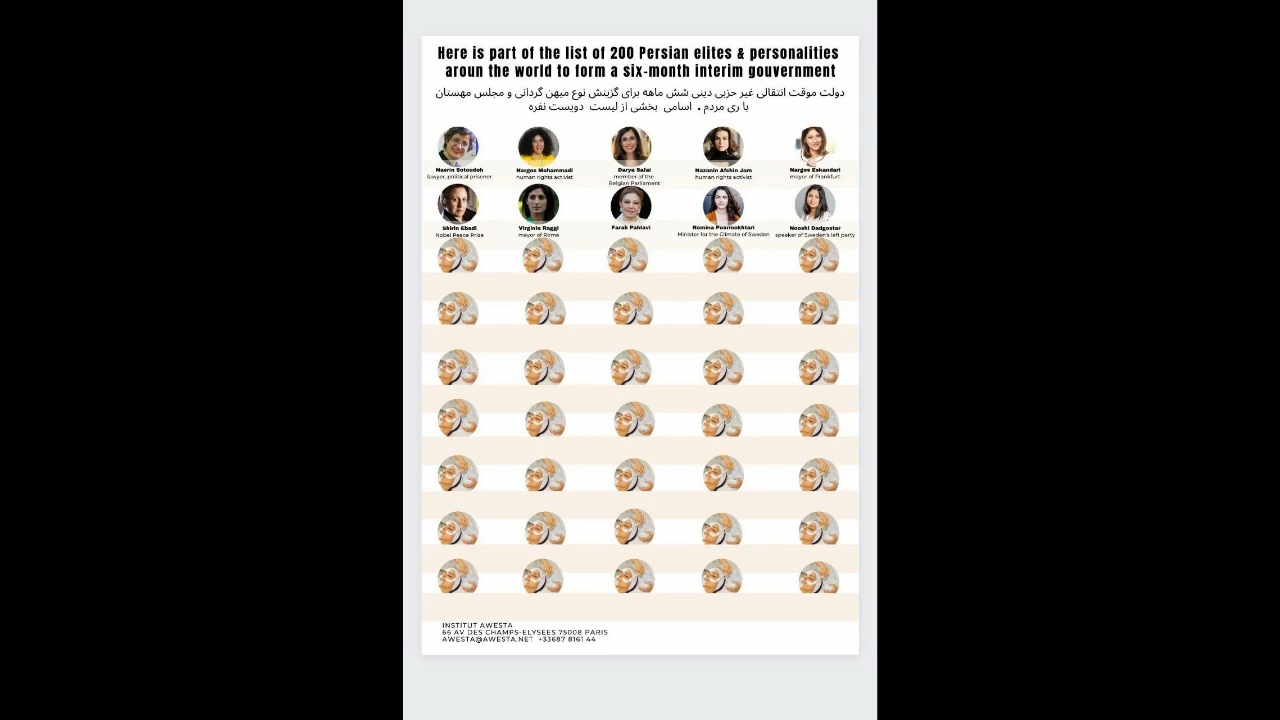 Here is part of the list of 200 Persian elites & personalities
aroun the world to form a six-month interim gouvernment
دولت موقت انتقالی غیر حزبی دینی شش ماهه برای گزینش نوع میهن گردانی و مجلس مهستان
با ری مردم . اسامی بخشی از لیست دویست نفره
Nasrin Sotoudeh
lawyer, political prisoner
Narges Mohammadi
human rights activist
Darya Safai
member of the
Belgian Parliament
Nazanin Afshin Jam
human rights activist
Narges Eskandari
mayor of Frankfurt
Shirin Ebadi
Nobel Peace Prize
Virginia Raggi
mayor of Rome
Farah Pahlavi
Romina Pourmokhtari
Minister for the Climate of Sweden
Nooshi Dadgostar
speaker of Sweden's left party
INSTITUT AWESTA
66 AV DES CHAMPS-ELYSEES 75008 PARIS
AWESTA@AWESTA.NET +33687 8161 44